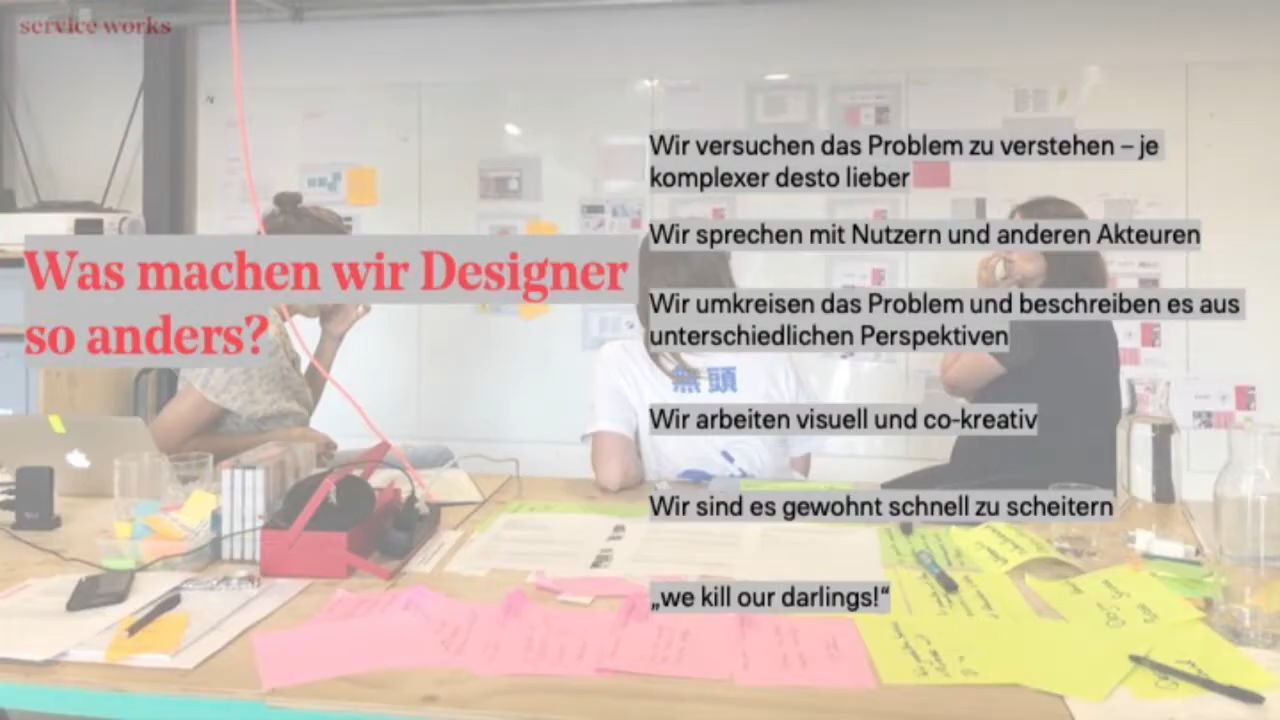 service works
Was machen wir Designer
so anders?
Wir versuchen das Problem zu verstehen – je
komplexer desto lieber
Wir sprechen mit Nutzern und anderen Akteuren
Wir umkreisen das Problem und beschreiben es aus
unterschiedlichen Perspektiven
無頭
Wir arbeiten visuell und co-kreativ
Wir sind es gewohnt schnell zu scheitern
„we kill our darlings!“